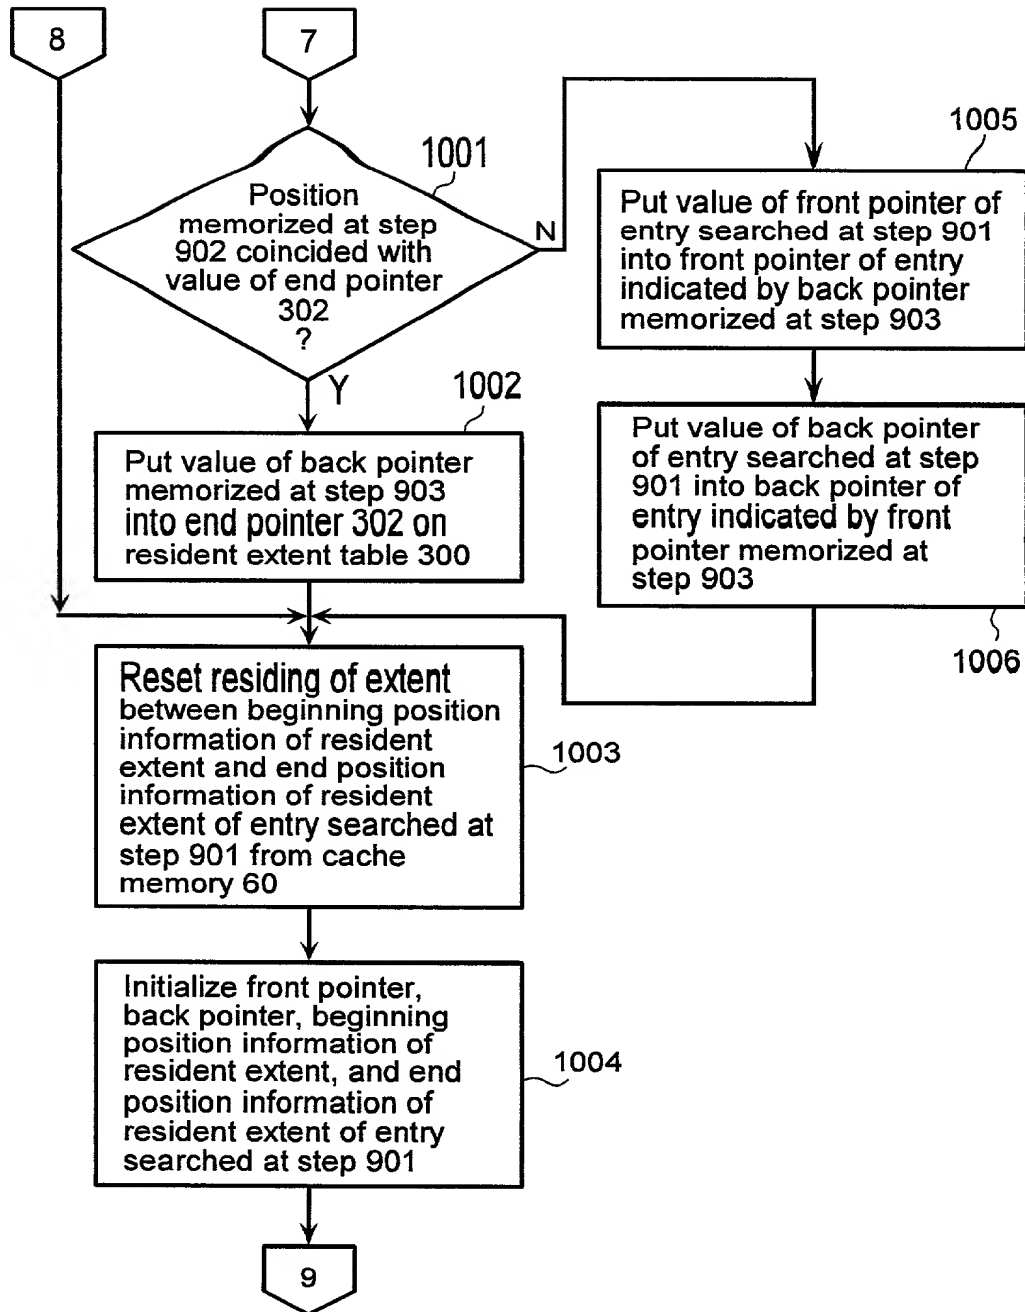 8
7
1001
Position
memorized at step
902 coincided with
value of end pointer
302
?
N
Y
1005
Put value of front pointer of
entry searched at step 901
into front pointer of entry
indicated by back pointer
memorized at step 903
1002
Put value of back pointer
memorized at step 903
into end pointer 302 on
resident extent table 300
Put value of back pointer
of entry searched at step
901 into back pointer of
entry indicated by front
pointer memorized at
step 903
1006
Reset residing of extent
between beginning position
information of resident
extent and end position
information of resident
extent of entry searched at
step 901 from cache
memory 60
1003
Initialize front pointer,
back pointer, beginning
position information of
resident extent, and end
position information of
resident extent of entry
searched at step 901
1004
9